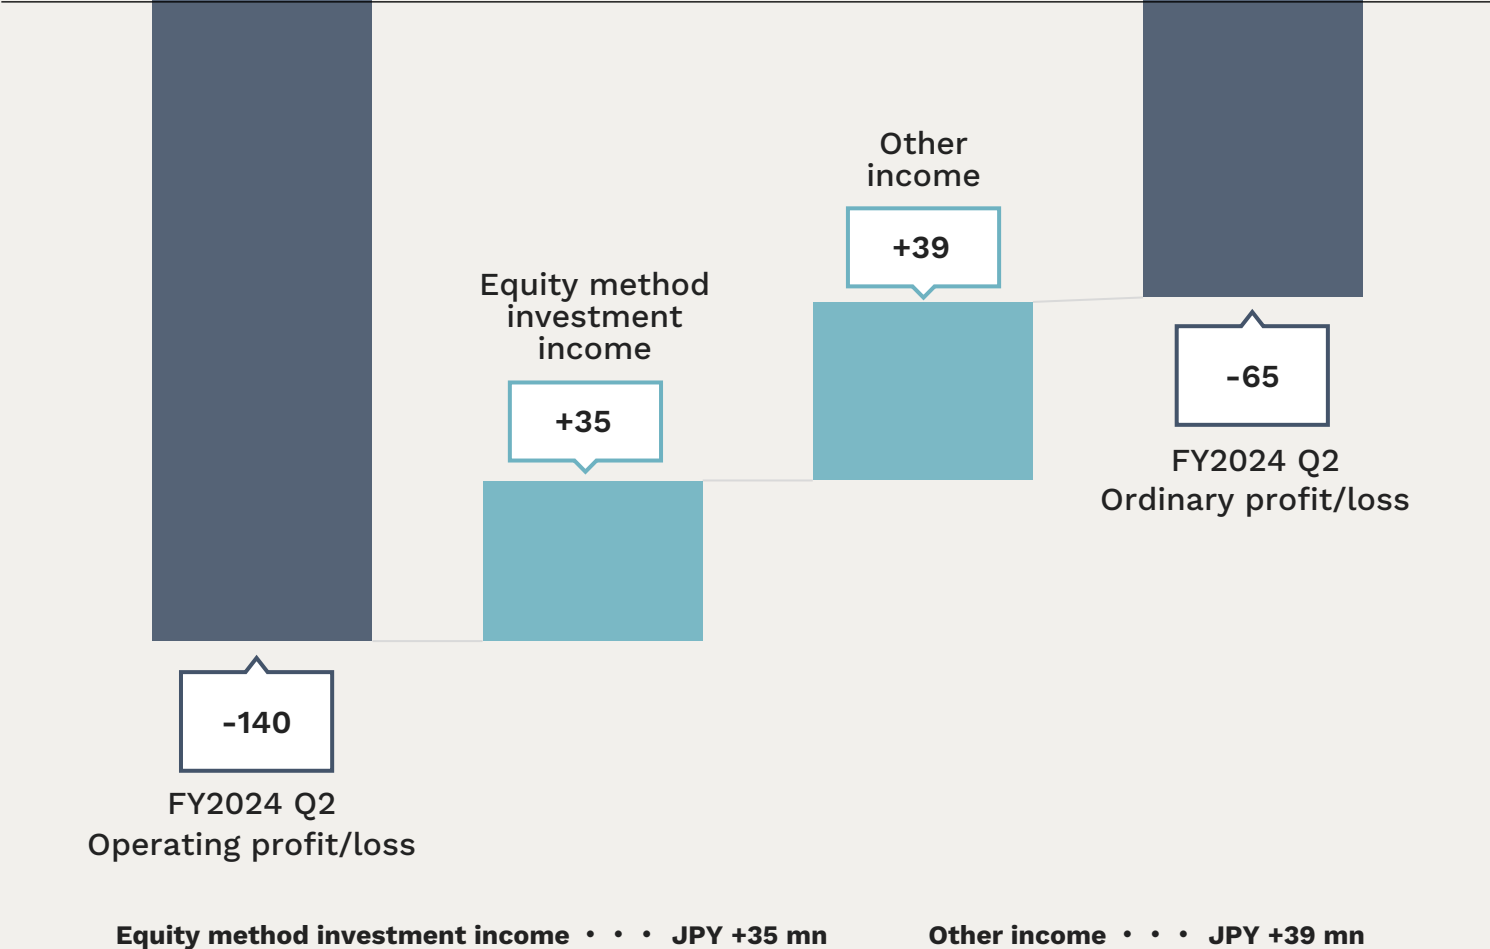 Other
income
+39
Equity method
investment
income
+35
-65
FY2024 Q2
Ordinary profit/loss
-140
FY2024 Q2
Operating profit/loss
Equity method investment income ・・・ JPY +35 mn
Other income ・・・ JPY +39 mn